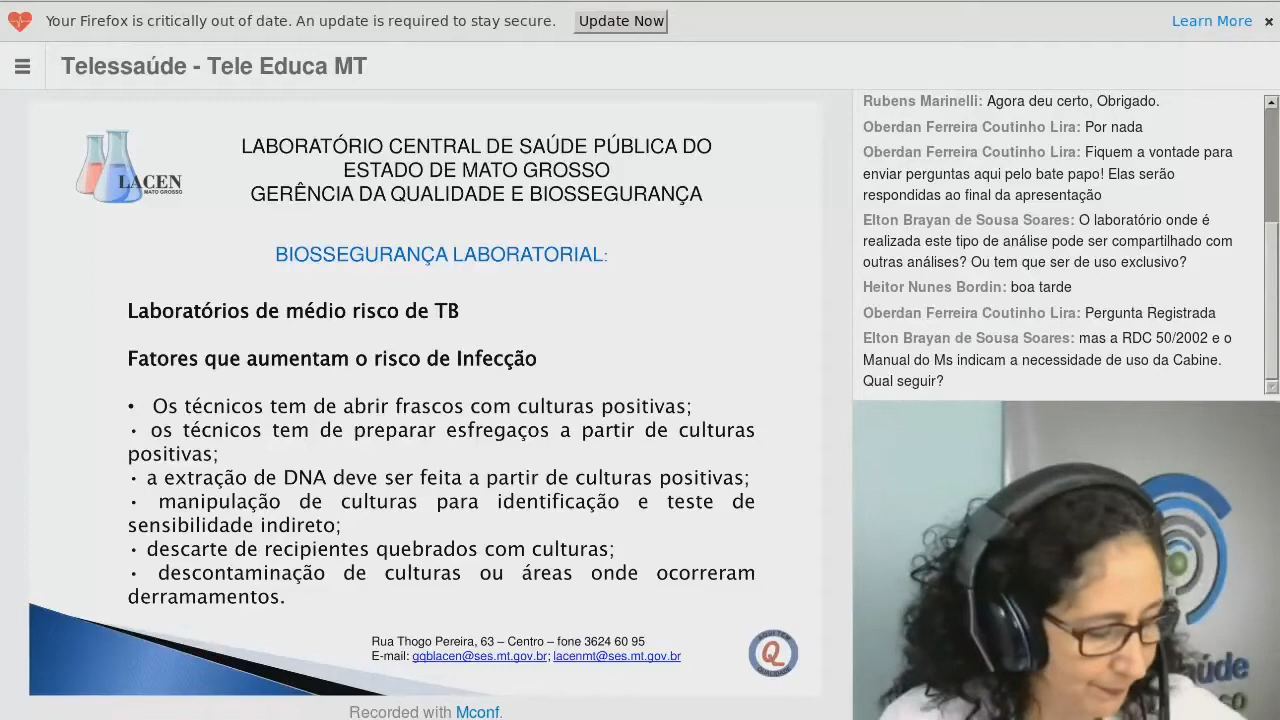 Your Firefox is critically out of date. An update is required to stay secure. Update Now Learn More ×
Telessaúde - Tele Educa MT
LACEN
MATO GROSSO
LABORATÓRIO CENTRAL DE SAÚDE PÚBLICA DO
ESTADO DE MATO GROSSO
GERÊNCIA DA QUALIDADE E BIOSSEGURANÇA
BIOSSEGURANÇA LABORATORIAL:
Laboratórios de médio risco de TB
Fatores que aumentam o risco de Infecção
• Os técnicos tem de abrir frascos com culturas positivas;
• os técnicos tem de preparar esfregaços a partir de culturas
positivas;
• a extração de DNA deve ser feita a partir de culturas positivas;
• manipulação de culturas para identificação e teste de
sensibilidade indireto;
• descarte de recipientes quebrados com culturas;
• descontaminação de culturas ou áreas onde ocorreram
derramamentos.
Rua Thogo Pereira, 63 – Centro – fone 3624 60 95
E-mail: gqblacen@ses.mt.gov.br; lacenmt@ses.mt.gov.br
AQUI TEM
Q
QUALIDADE
Recorded with Mconf.
Rubens Marinelli: Agora deu certo, Obrigado.
Oberdan Ferreira Coutinho Lira: Por nada
Oberdan Ferreira Coutinho Lira: Fiquem a vontade para
enviar perguntas aqui pelo bate papo! Elas serão
respondidas ao final da apresentação
Elton Brayan de Sousa Soares: O laboratório onde é
realizada este tipo de análise pode ser compartilhado com
outras análises? Ou tem que ser de uso exclusivo?
Heitor Nunes Bordin: boa tarde
Oberdan Ferreira Coutinho Lira: Pergunta Registrada
Elton Brayan de Sousa Soares: mas a RDC 50/2002 e o
Manual do Ms indicam a necessidade de uso da Cabine.
Qual seguir?